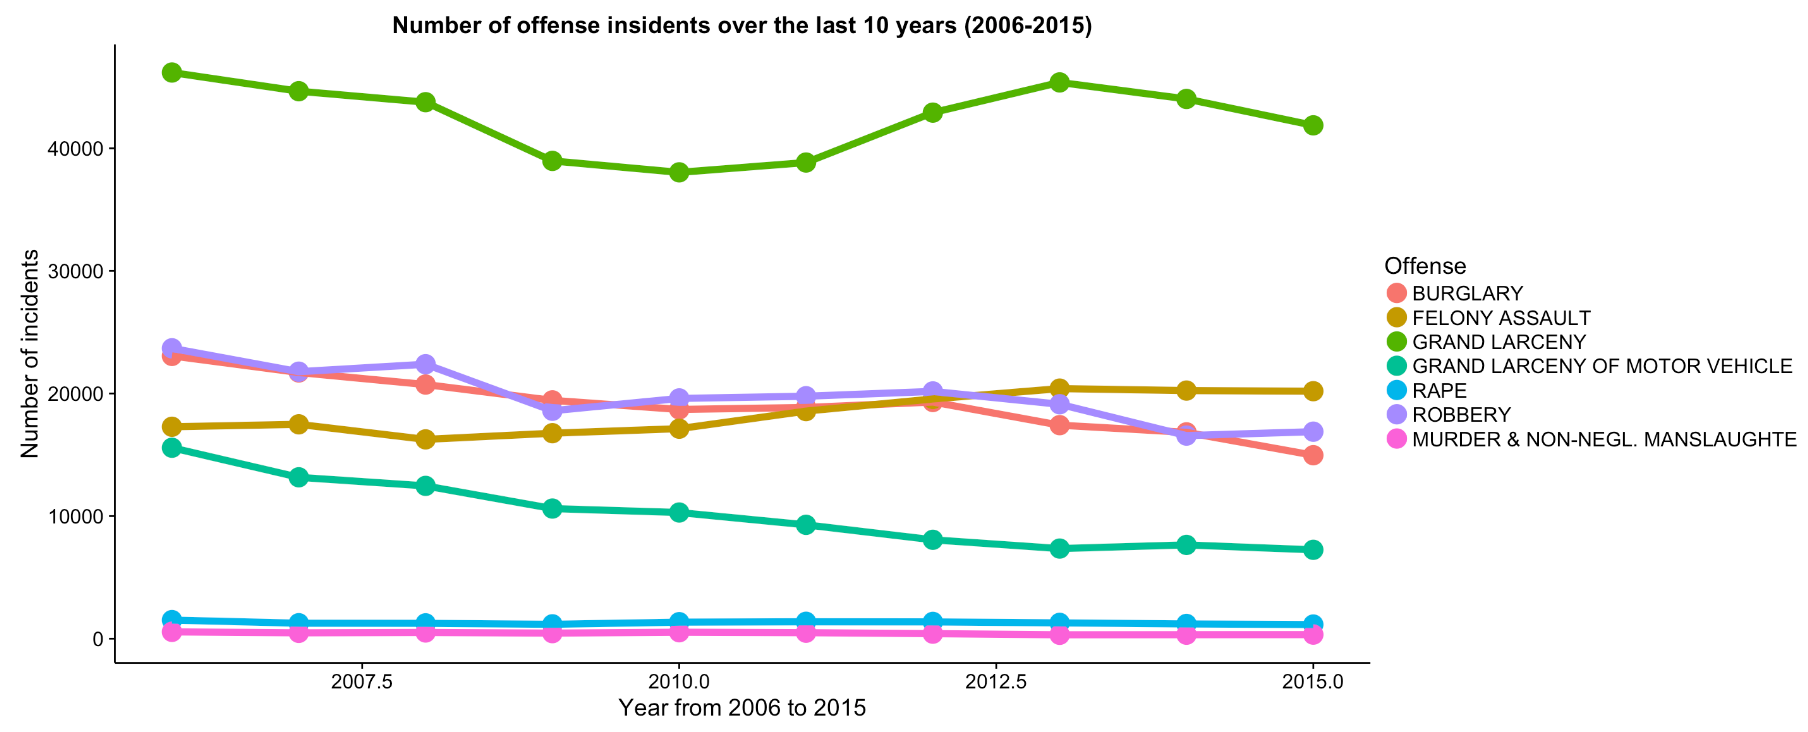 Number of offense insidents over the last 10 years (2006-2015)
Number of incidents
40000
30000
20000
10000
0
2007.5
2010.0
2012.5
2015.0
Year from 2006 to 2015
Offense
BURGLARY
FELONY ASSAULT
GRAND LARCENY
GRAND LARCENY OF MOTOR VEHICLE
RAPE
ROBBERY
MURDER & NON-NEGL. MANSLAUGHTE